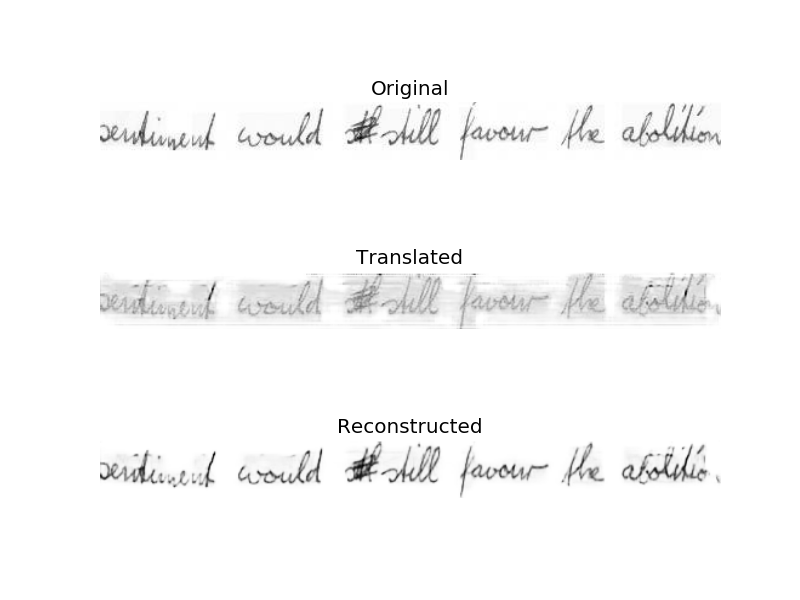 Original
sentiment would still favour the abolition
Translated
sentiment would still favour the abolition
Reconstructed
sentiment would still favour the abolitio